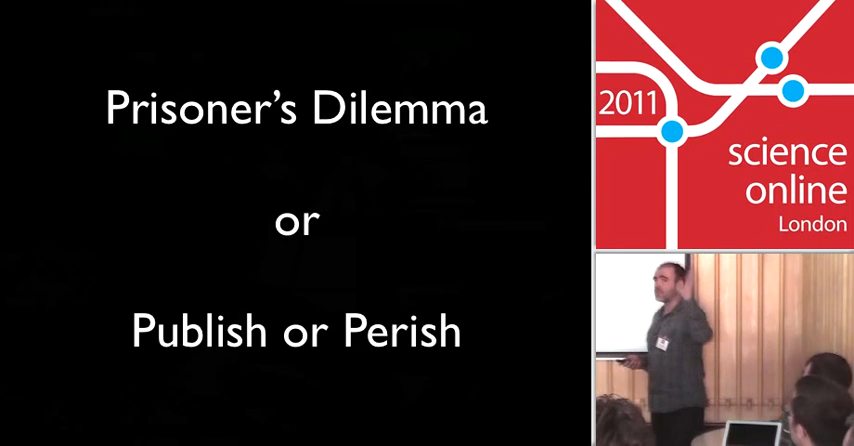 Prisoner’s Dilemma
or
Publish or Perish
2011
science
online
London